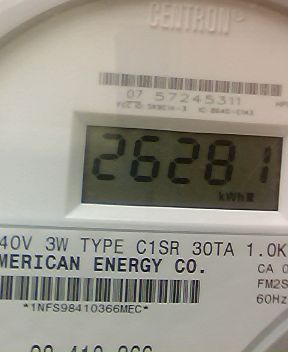 CENTRON®
07 57245311
26281
kWh
40V 3W TYPE C1SR 30TA 1.0K
MERICAN ENERGY CO.
CA 0
FM2S
60Hz
*1NFS98410366MEC*